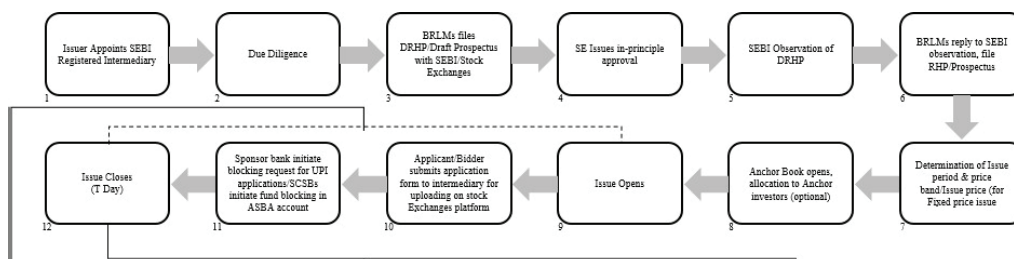 Issuer Appoints SEBI
Registered Intermediary
1
Due Diligence
2
BRLMs files
DRHP/Draft Prospectus
with SEBI/Stock
Exchanges
3
SE Issues in-principle
approval
4
SEBI Observation of
DRHP
5
BRLMs reply to SEBI
observation, file
RHP/Prospectus
6
Determination of Issue
period & price
band/Issue price (for
Fixed price issue
7
Anchor Book opens,
allocation to Anchor
investors (optional)
8
Issue Opens
9
Applicant/Bidder
submits application
form to intermediary for
uploading on stock
Exchanges platform
10
Sponsor bank initiate
blocking request for UPI
applications/SCSBs
initiate fund blocking in
ASBA account
11
Issue Closes
(T Day)
12